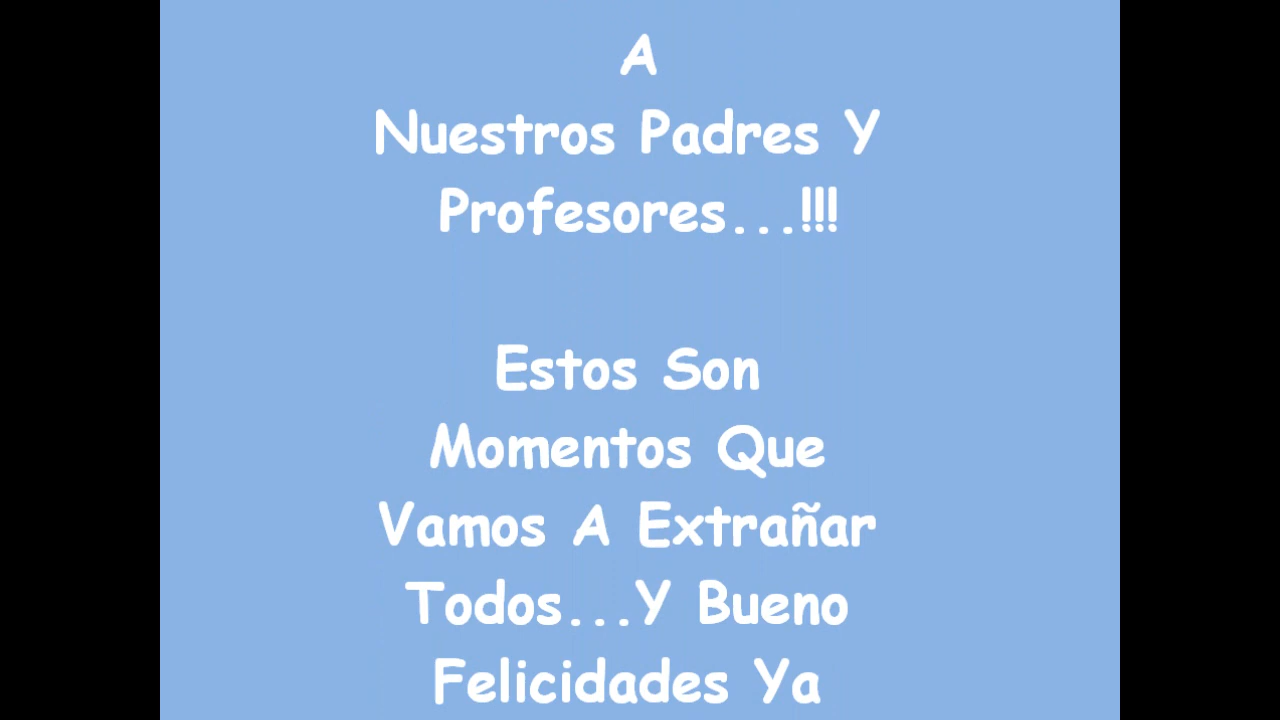 A
Nuestros Padres Y
Profesores...!!!
Estos Son
Momentos Que
Vamos A Extrañar
Todos...Y Bueno
Felicidades Ya